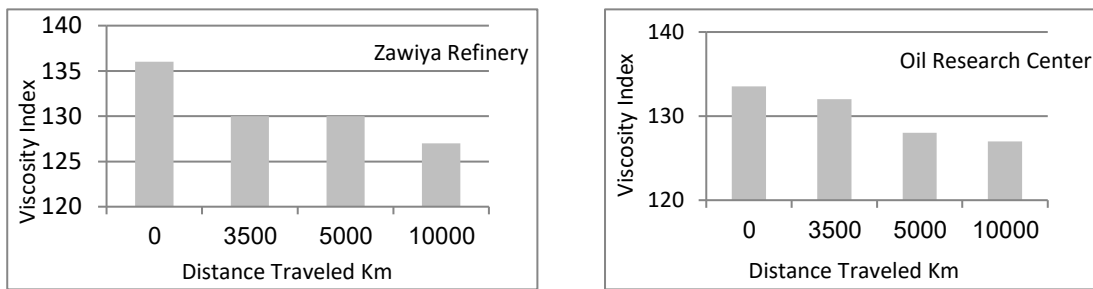 140
Zawiya Refinery
135
130
125
120
Viscosity Index
0 3500 5000 10000
Distance Traveled Km
140
Oil Research Center
130
120
Viscosity Index
0 3500 5000 10000
Distance Traveled Km